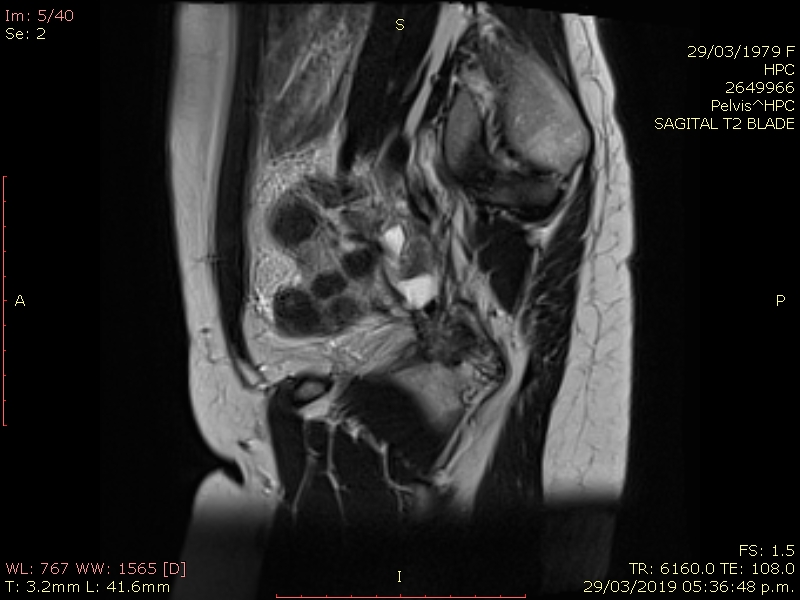 Im: 5/40
Se: 2
S
29/03/1979 F
HPC
2649966
Pelvis^HPC
SAGITAL T2 BLADE
A
P
WL: 767 WW: 1565 [D]
T: 3.2mm L: 41.6mm
I
FS: 1.5
TR: 6160.0 TE: 108.0
29/03/2019 05:36:48 p.m.